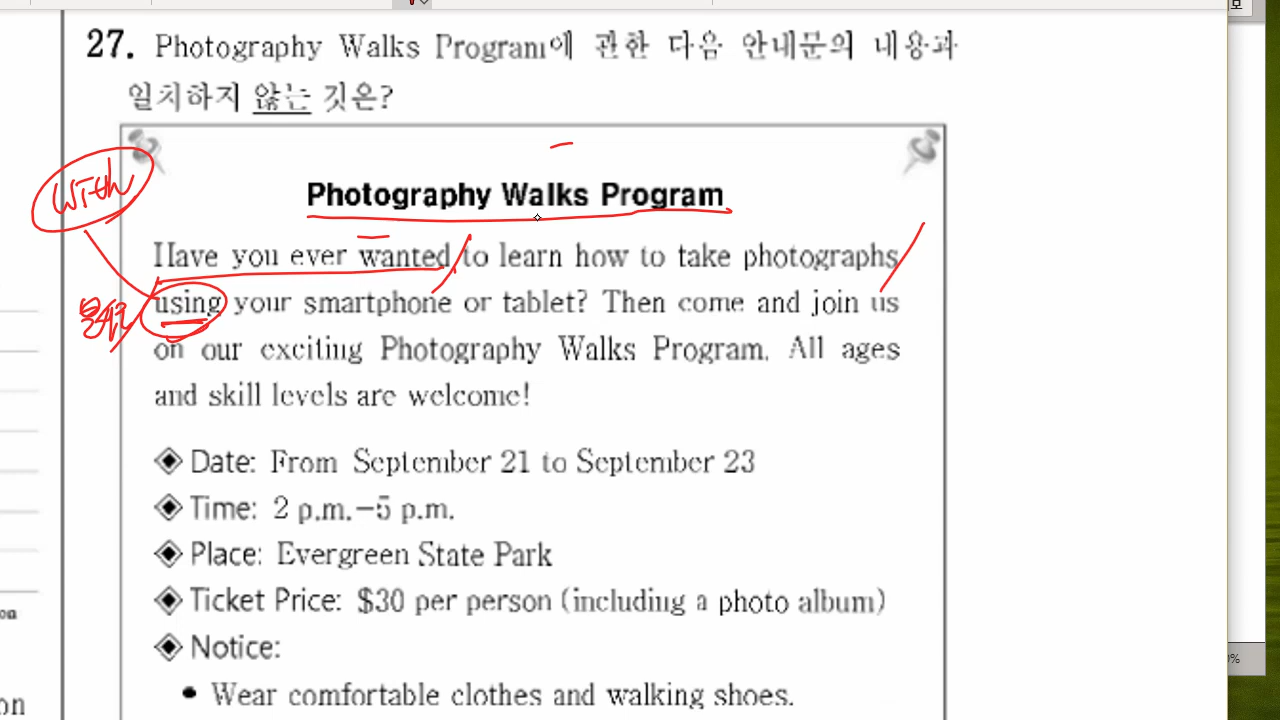 27. Photography Walks Program에 관한 다음 안내문의 내용과
일치하지 않는 것은?
with
Photography Walks Program
Have you ever wanted to learn how to take photographs
using your smartphone or tablet? Then come and join us
on our exciting Photography Walks Program. All ages
and skill levels are welcome!
◈ Date: From September 21 to September 23
◈ Time: 2 p.m.－5 p.m.
◈ Place: Evergreen State Park
◈ Ticket Price: $30 per person (including a photo album)
◈ Notice:
• Wear comfortable clothes and walking shoes.
on
on